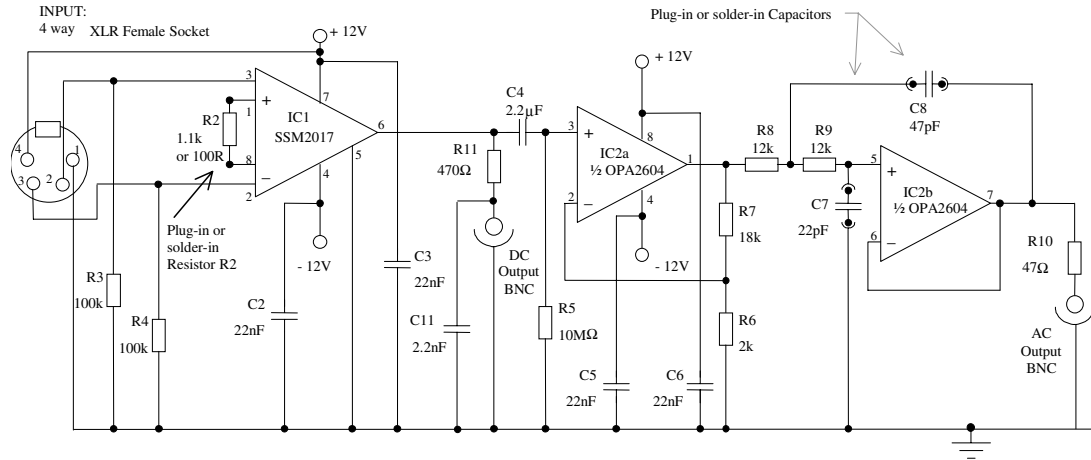 INPUT:
4 way XLR Female Socket
Plug-in or solder-in Capacitors
+ 12V
+ 12V
C8
47pF
3
7
1
8
2
6
5
4
IC1
SSM2017
R2
1.1k
or 100R
4
1
3
2
Plug-in or
solder-in
Resistor R2
- 12V
R3
100k
R4
100k
C2
22nF
C3
22nF
C4
2.2µF
R11
470Ω
DC
Output
BNC
C11
2.2nF
R5
10MΩ
3
8
1
2
4
IC2a
½ OPA2604
- 12V
C5
22nF
C6
22nF
R7
18k
R6
2k
R8
12k
R9
12k
C7
22pF
5
7
6
IC2b
½ OPA2604
R10
47Ω
AC
Output
BNC